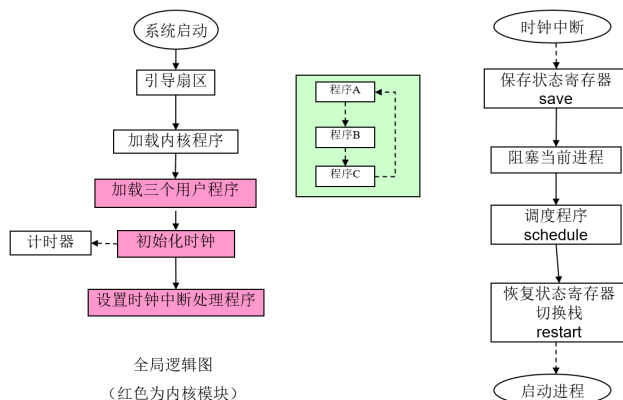 系统启动
引导扇区
加载内核程序
加载三个用户程序
计时器
初始化时钟
设置时钟中断处理程序
全局逻辑图
（红色为内核模块）
程序A
程序B
程序C
时钟中断
保存状态寄存器
save
阻塞当前进程
调度程序
schedule
恢复状态寄存器
切换栈
restart
启动进程